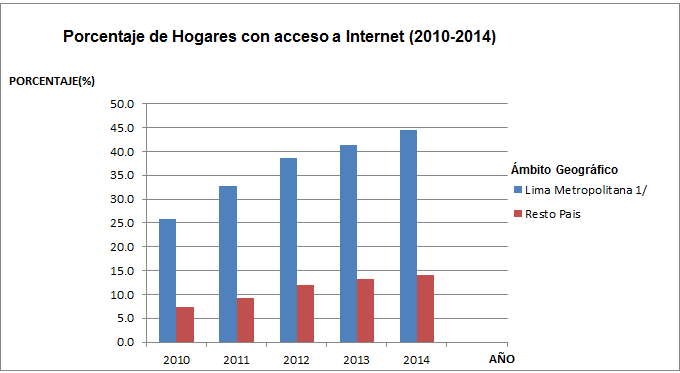 Porcentaje de Hogares con acceso a Internet (2010-2014)
PORCENTAJE(%)
50.0
45.0
40.0
35.0
30.0
25.0
20.0
15.0
10.0
5.0
0.0
2010 2011 2012 2013 2014 AÑO
Ámbito Geográfico
Lima Metropolitana 1/
Resto Pais